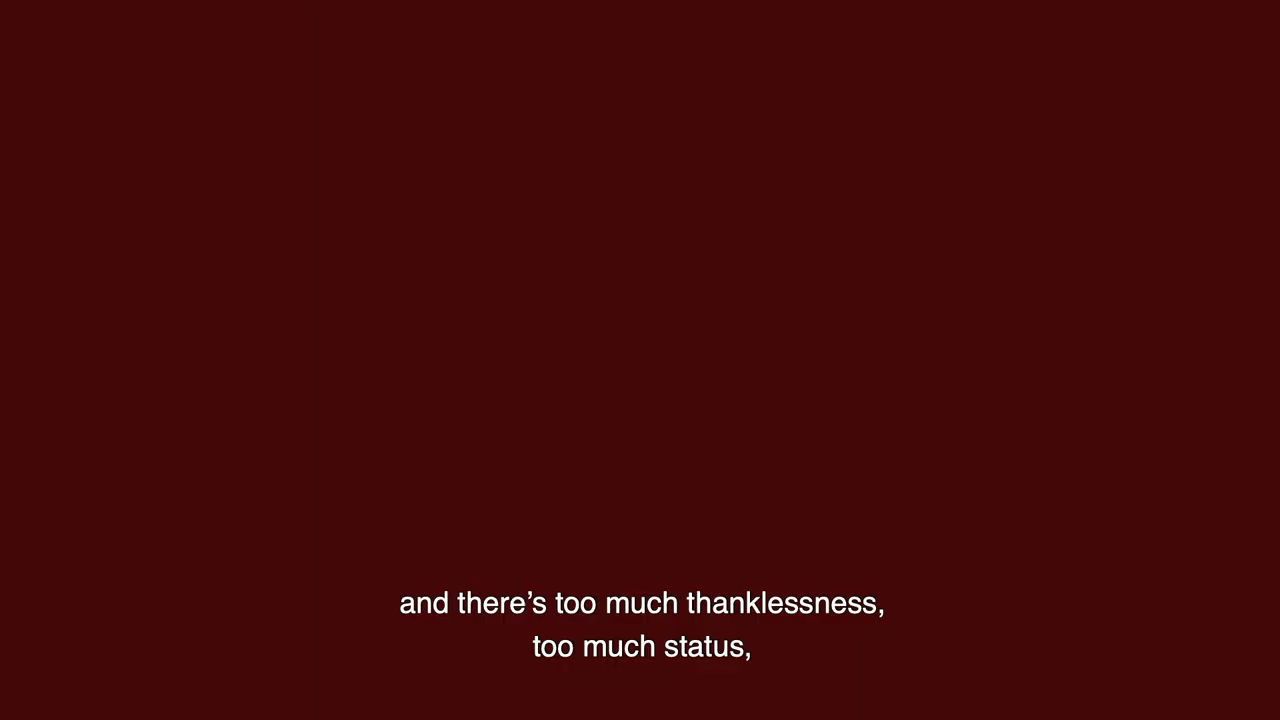 and there’s too much thanklessness,
too much status,